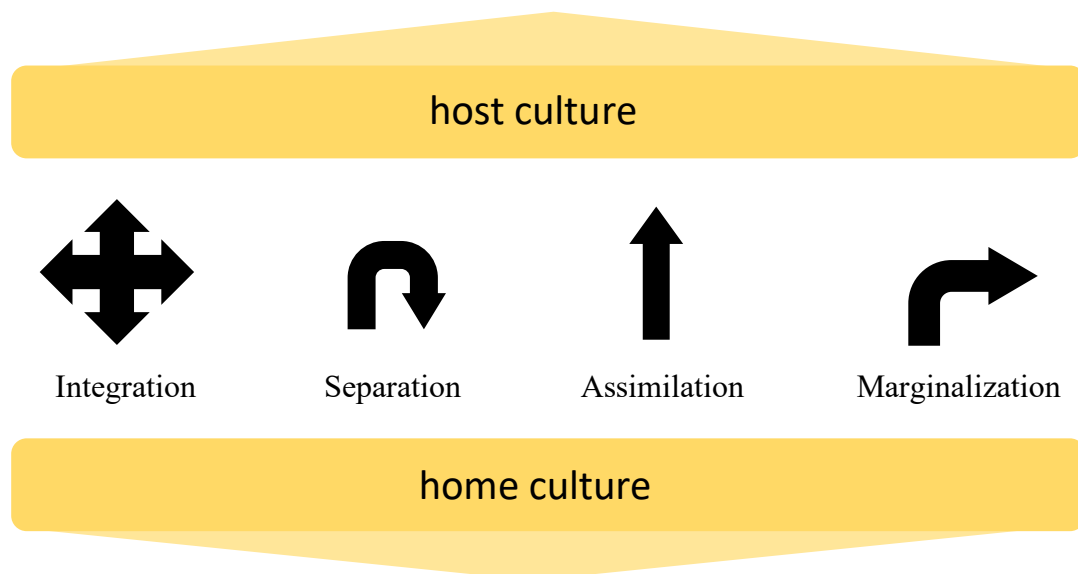 host culture
Integration
Separation
Assimilation
Marginalization
home culture